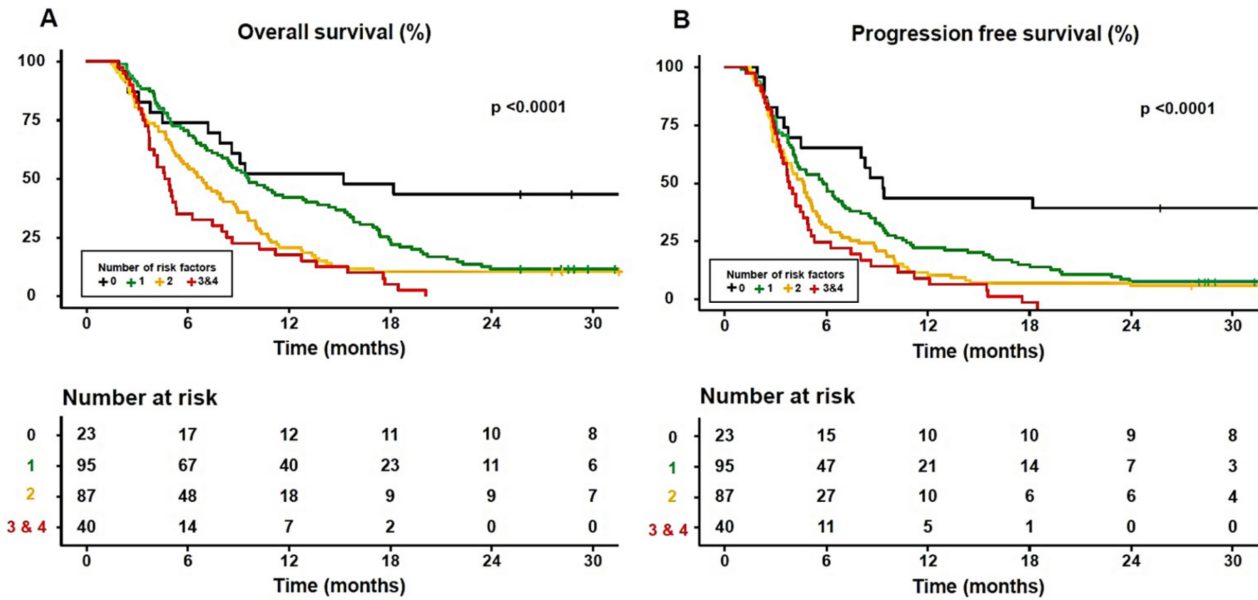 A
Overall survival (%)
100
75
50
25
0
p <0.0001
Number of risk factors
0 1 2 3&4
0 6 12 18 24 30
Time (months)
Number at risk
0 23 17 12 11 10 8
1 95 67 40 23 11 6
2 87 48 18 9 9 7
3 & 4 40 14 7 2 0 0
0 6 12 18 24 30
Time (months)
B
Progression free survival (%)
100
75
50
25
0
p <0.0001
Number of risk factors
0 1 2 3&4
0 6 12 18 24 30
Time (months)
Number at risk
0 23 15 10 10 9 8
1 95 47 21 14 7 3
2 87 27 10 6 6 4
3 & 4 40 11 5 1 0 0
0 6 12 18 24 30
Time (months)